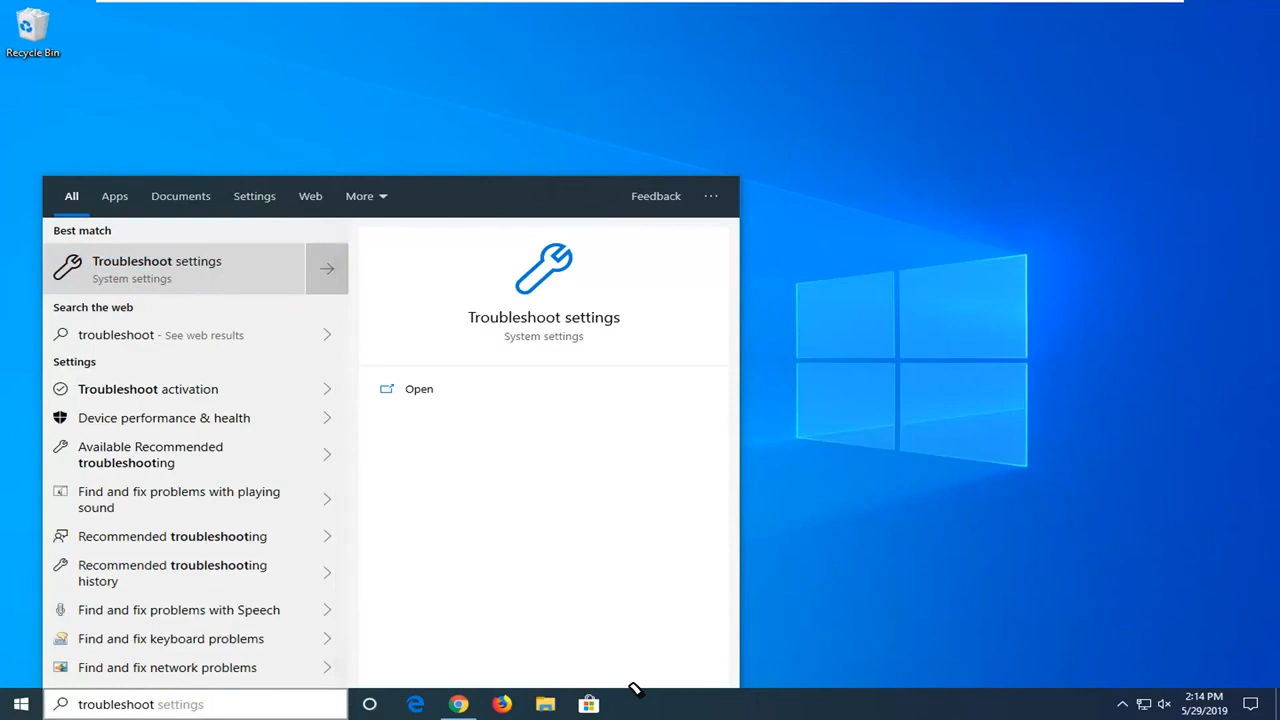 Recycle Bin
All Apps Documents Settings Web More Feedback ...
Best match
Troubleshoot settings
System settings
Search the web
troubleshoot - See web results
Settings
Troubleshoot activation
Device performance & health
Available Recommended
troubleshooting
Find and fix problems with playing
sound
Recommended troubleshooting
Recommended troubleshooting
history
Find and fix problems with Speech
Find and fix keyboard problems
Find and fix network problems
Troubleshoot settings
System settings
Open
troubleshoot settings
2:14 PM
5/29/2019